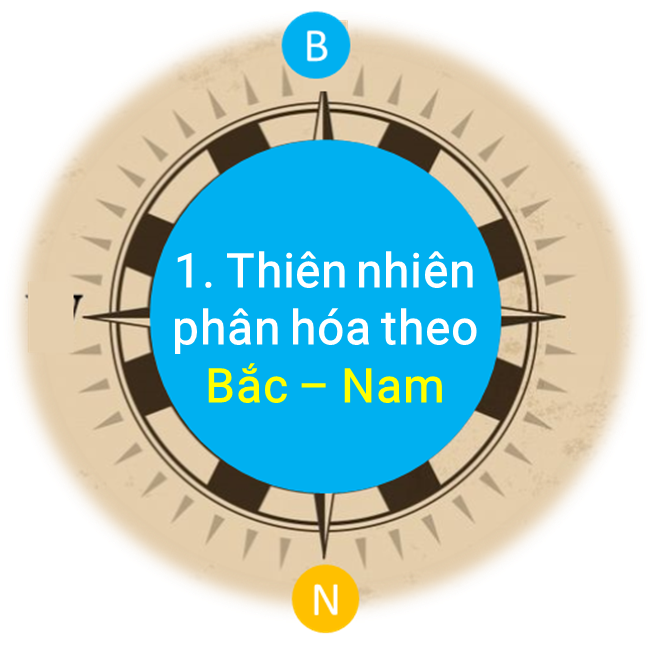 B
1. Thiên nhiên
phân hóa theo
Bắc – Nam
N